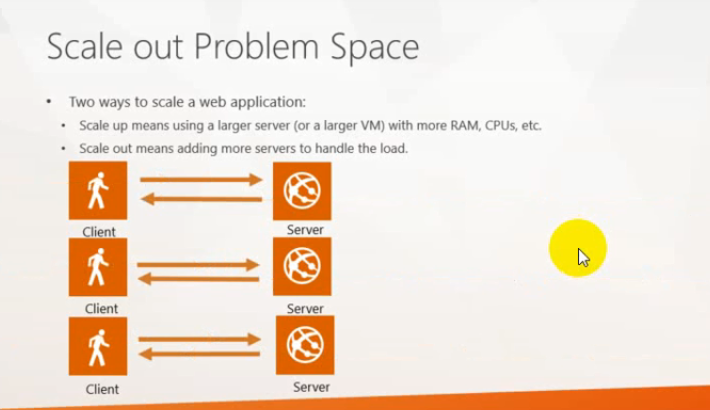 Scale out Problem Space
• Two ways to scale a web application:
• Scale up means using a larger server (or a larger VM) with more RAM, CPUs, etc.
• Scale out means adding more servers to handle the load.
Client Server
Client Server
Client Server